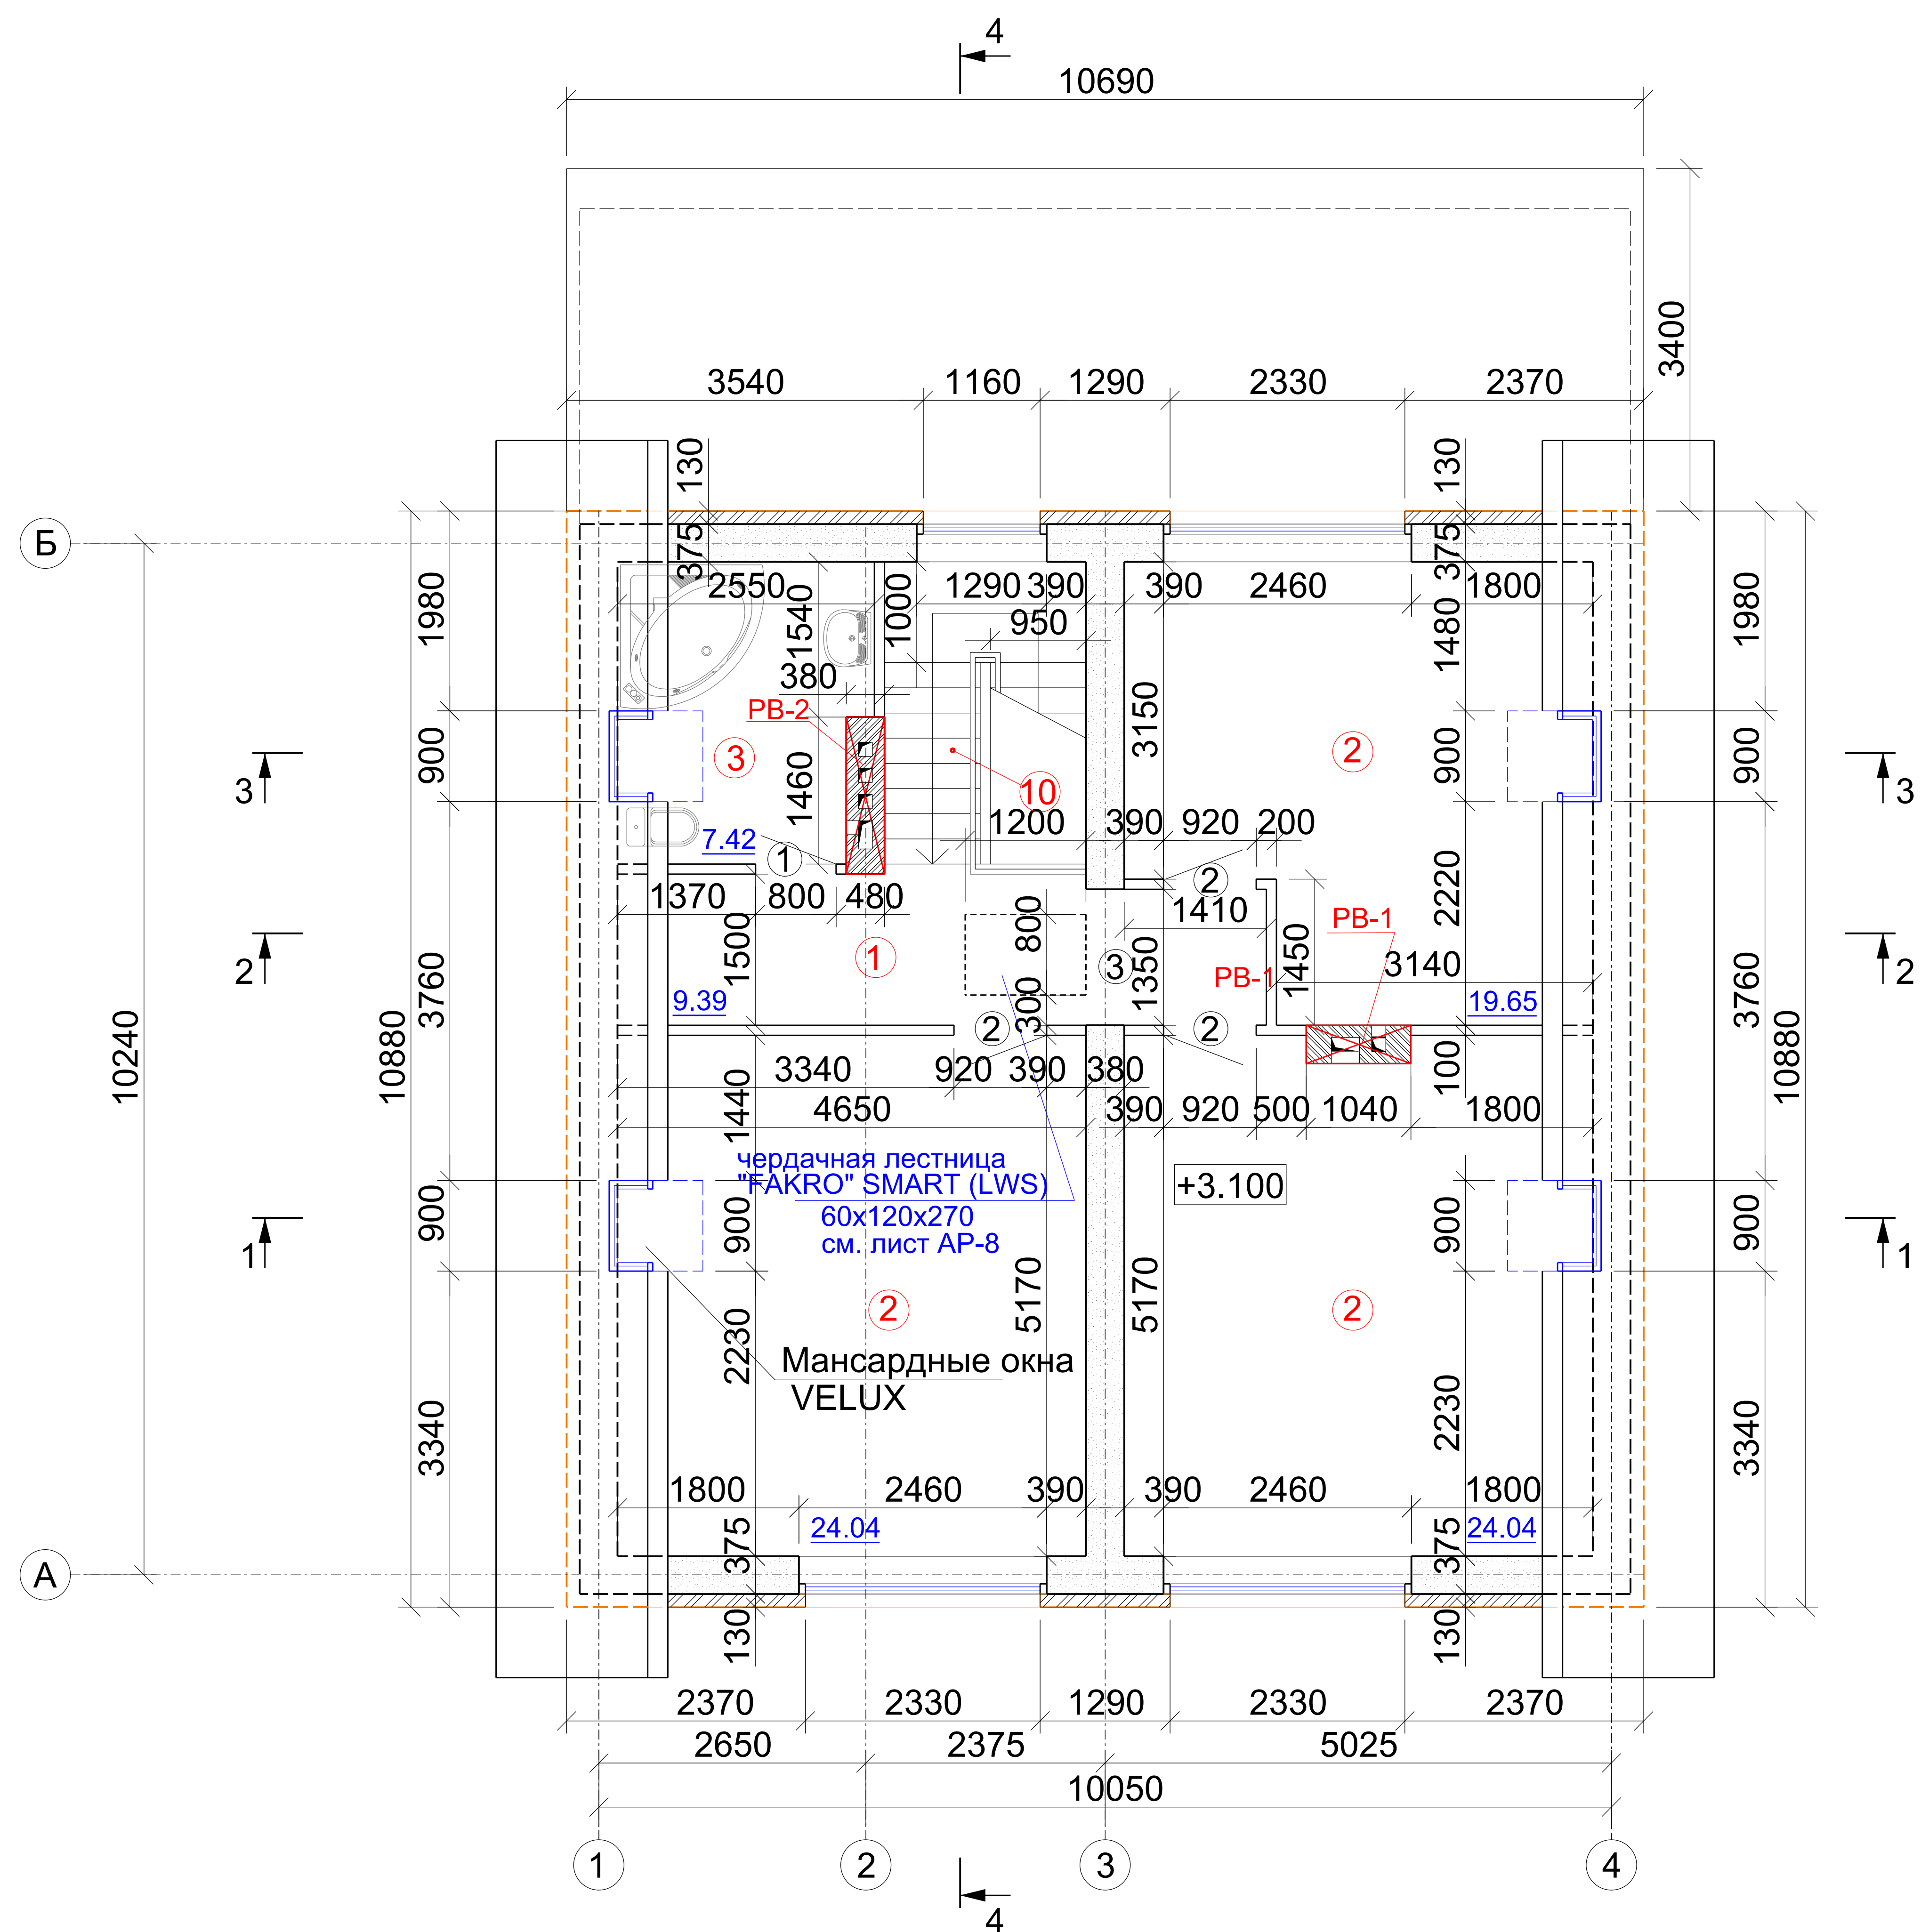 4
10690
3400
3540 1160 1290 2330 2370
130 130
Б
375 375
2550 1290 390 390 2460 1800
1980 1540 1000 950 1480 1980
380
РВ-2
3150
3 900 3 1460 10 2 900 900 3
7.42 1 1200 390 920 200
2
1370 800 480 1410 2220
РВ-1
2 1500 1 800 3 1350 РВ-1 1450 3140 2
3760 9.39 300 19.65 3760
2 2
10240 10880 10880
3340 920 390 380 100
1440 4650 390 920 500 1040 1800
чердачная лестница
"FAKRO" SMART (LWS)
+3.100
60х120х270
см. лист АР-8
1 900 900 900 900 1
5170 5170
2 2
2230
Мансардные окна
VELUX
3340 2230 3340
1800 2460 390 390 2460 1800
24.04 24.04
375 375
А
130 130
2370 2330 1290 2330 2370
2650 2375 5025
10050
1 2 3 4
4